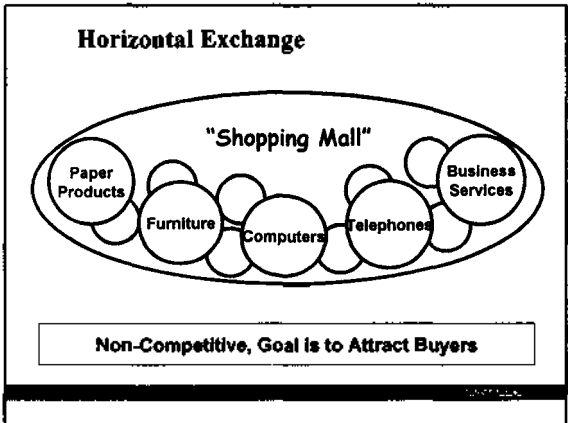 Horizontal Exchange
"Shopping Mall"
Paper
Products
Furniture
Computers
Telephones
Business
Services
Non-Competitive, Goal is to Attract Buyers